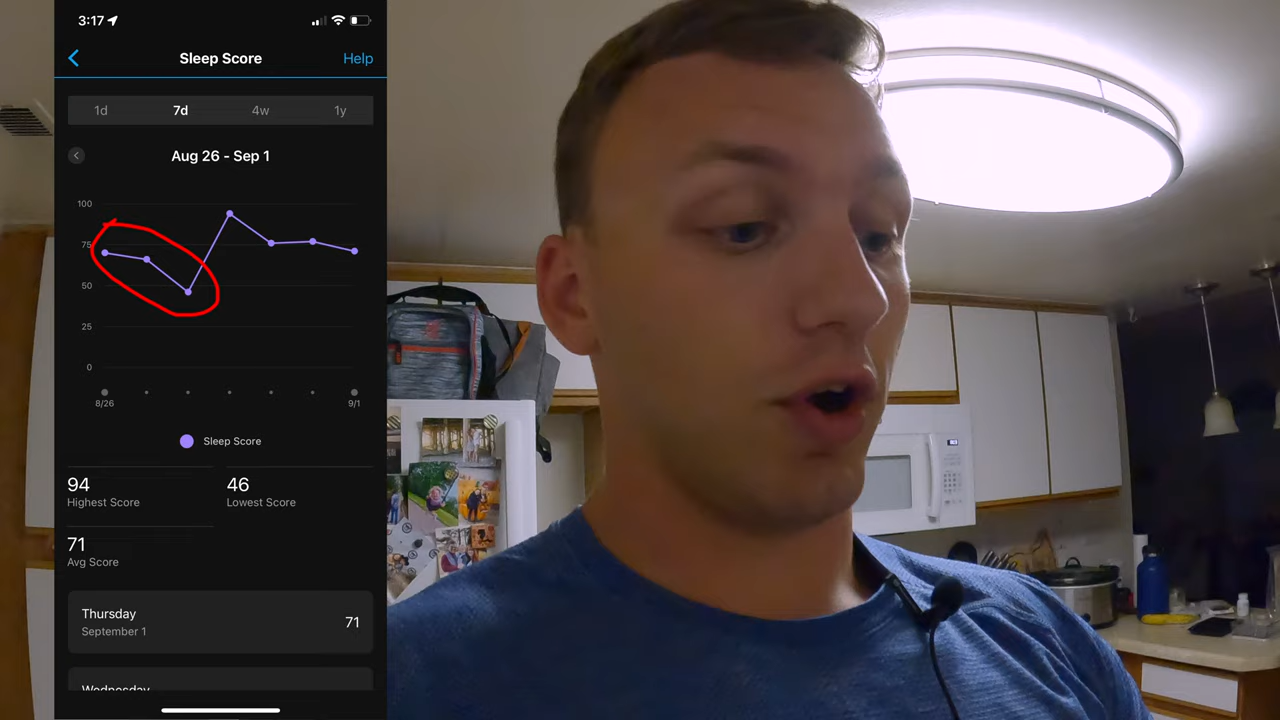 3:17
Sleep Score
Help
1d 7d 4w 1y
Aug 26 - Sep 1
100
75
50
25
0
8/26 9/1
Sleep Score
94 46
Highest Score Lowest Score
71
Avg Score
Thursday
September 1
71
Wednesday